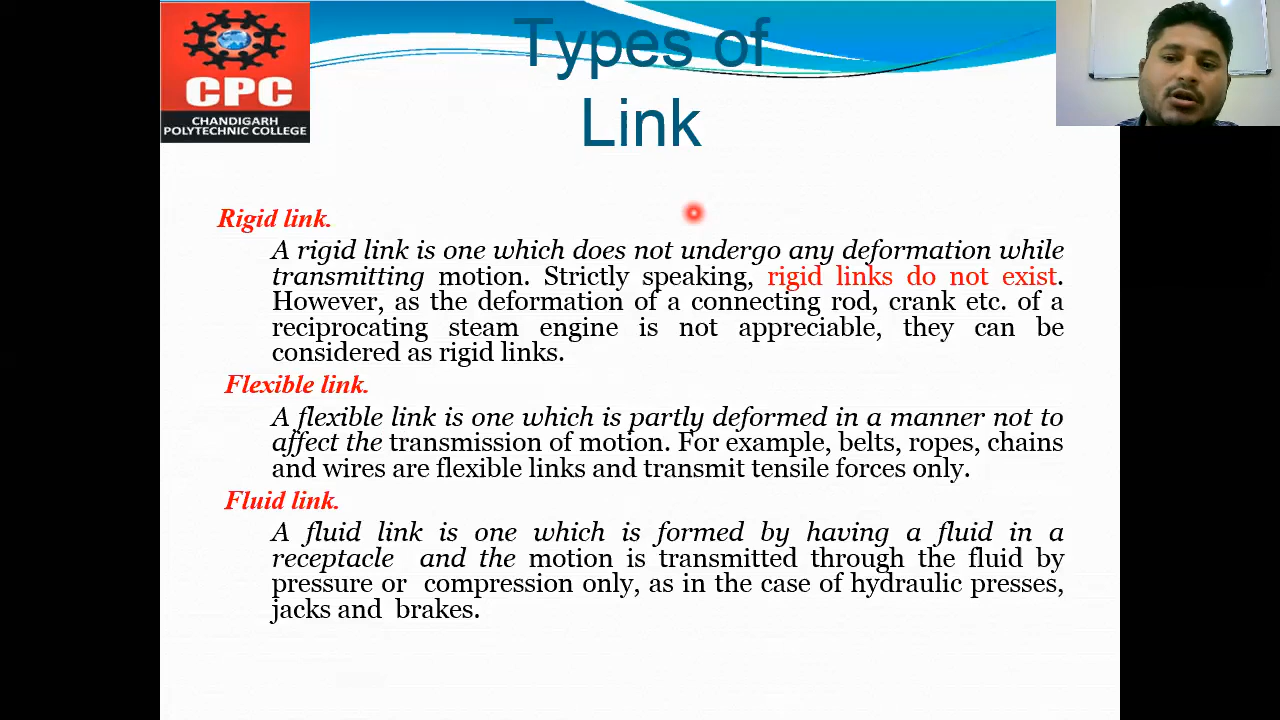 CPC
CHANDIGARH
POLYTECHNIC COLLEGE
Types of
Link
Rigid link.
A rigid link is one which does not undergo any deformation while
transmitting motion. Strictly speaking, rigid links do not exist.
However, as the deformation of a connecting rod, crank etc. of a
reciprocating steam engine is not appreciable, they can be
considered as rigid links.
Flexible link.
A flexible link is one which is partly deformed in a manner not to
affect the transmission of motion. For example, belts, ropes, chains
and wires are flexible links and transmit tensile forces only.
Fluid link.
A fluid link is one which is formed by having a fluid in a
receptacle and the motion is transmitted through the fluid by
pressure or compression only, as in the case of hydraulic presses,
jacks and brakes.